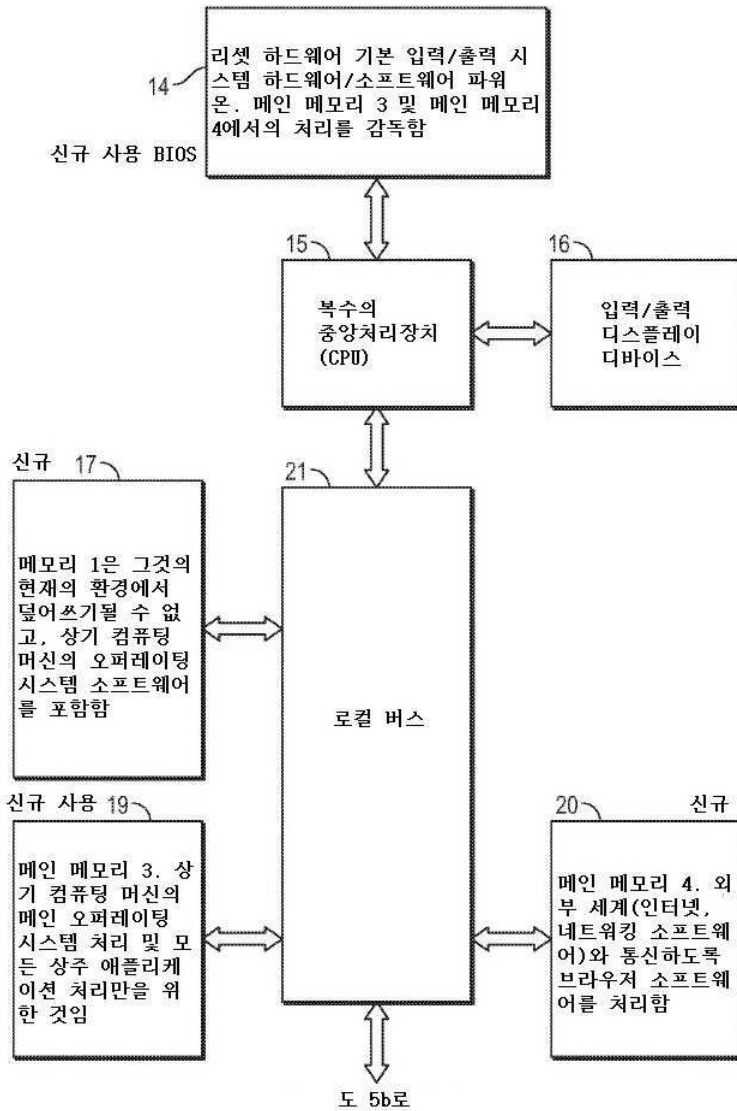 14
리셋 하드웨어 기본 입력/출력 시
스템 하드웨어/소프트웨어 파워
온. 메인 메모리 3 및 메인 메모리
4에서의 처리를 감독함
신규 사용 BIOS
15
복수의
중앙처리장치
(CPU)
16
입력/출력
디스플레이
디바이스
신규
17
메모리 1은 그것의
현재의 환경에서
덮어쓰기될 수 없
고, 상기 컴퓨팅
머신의 오퍼레이팅
시스템 소프트웨어
를 포함함
21
로컬 버스
신규 사용
19
메인 메모리 3. 상
기 컴퓨팅 머신의
메인 오퍼레이팅
시스템 처리 및 모
든 상주 애플리케
이션 처리만을 위
한 것임
20
신규
메인 메모리 4. 외
부 세계(인터넷,
네트워킹 소프트웨
어)와 통신하도록
브라우저 소프트웨
어를 처리함
도 5b로